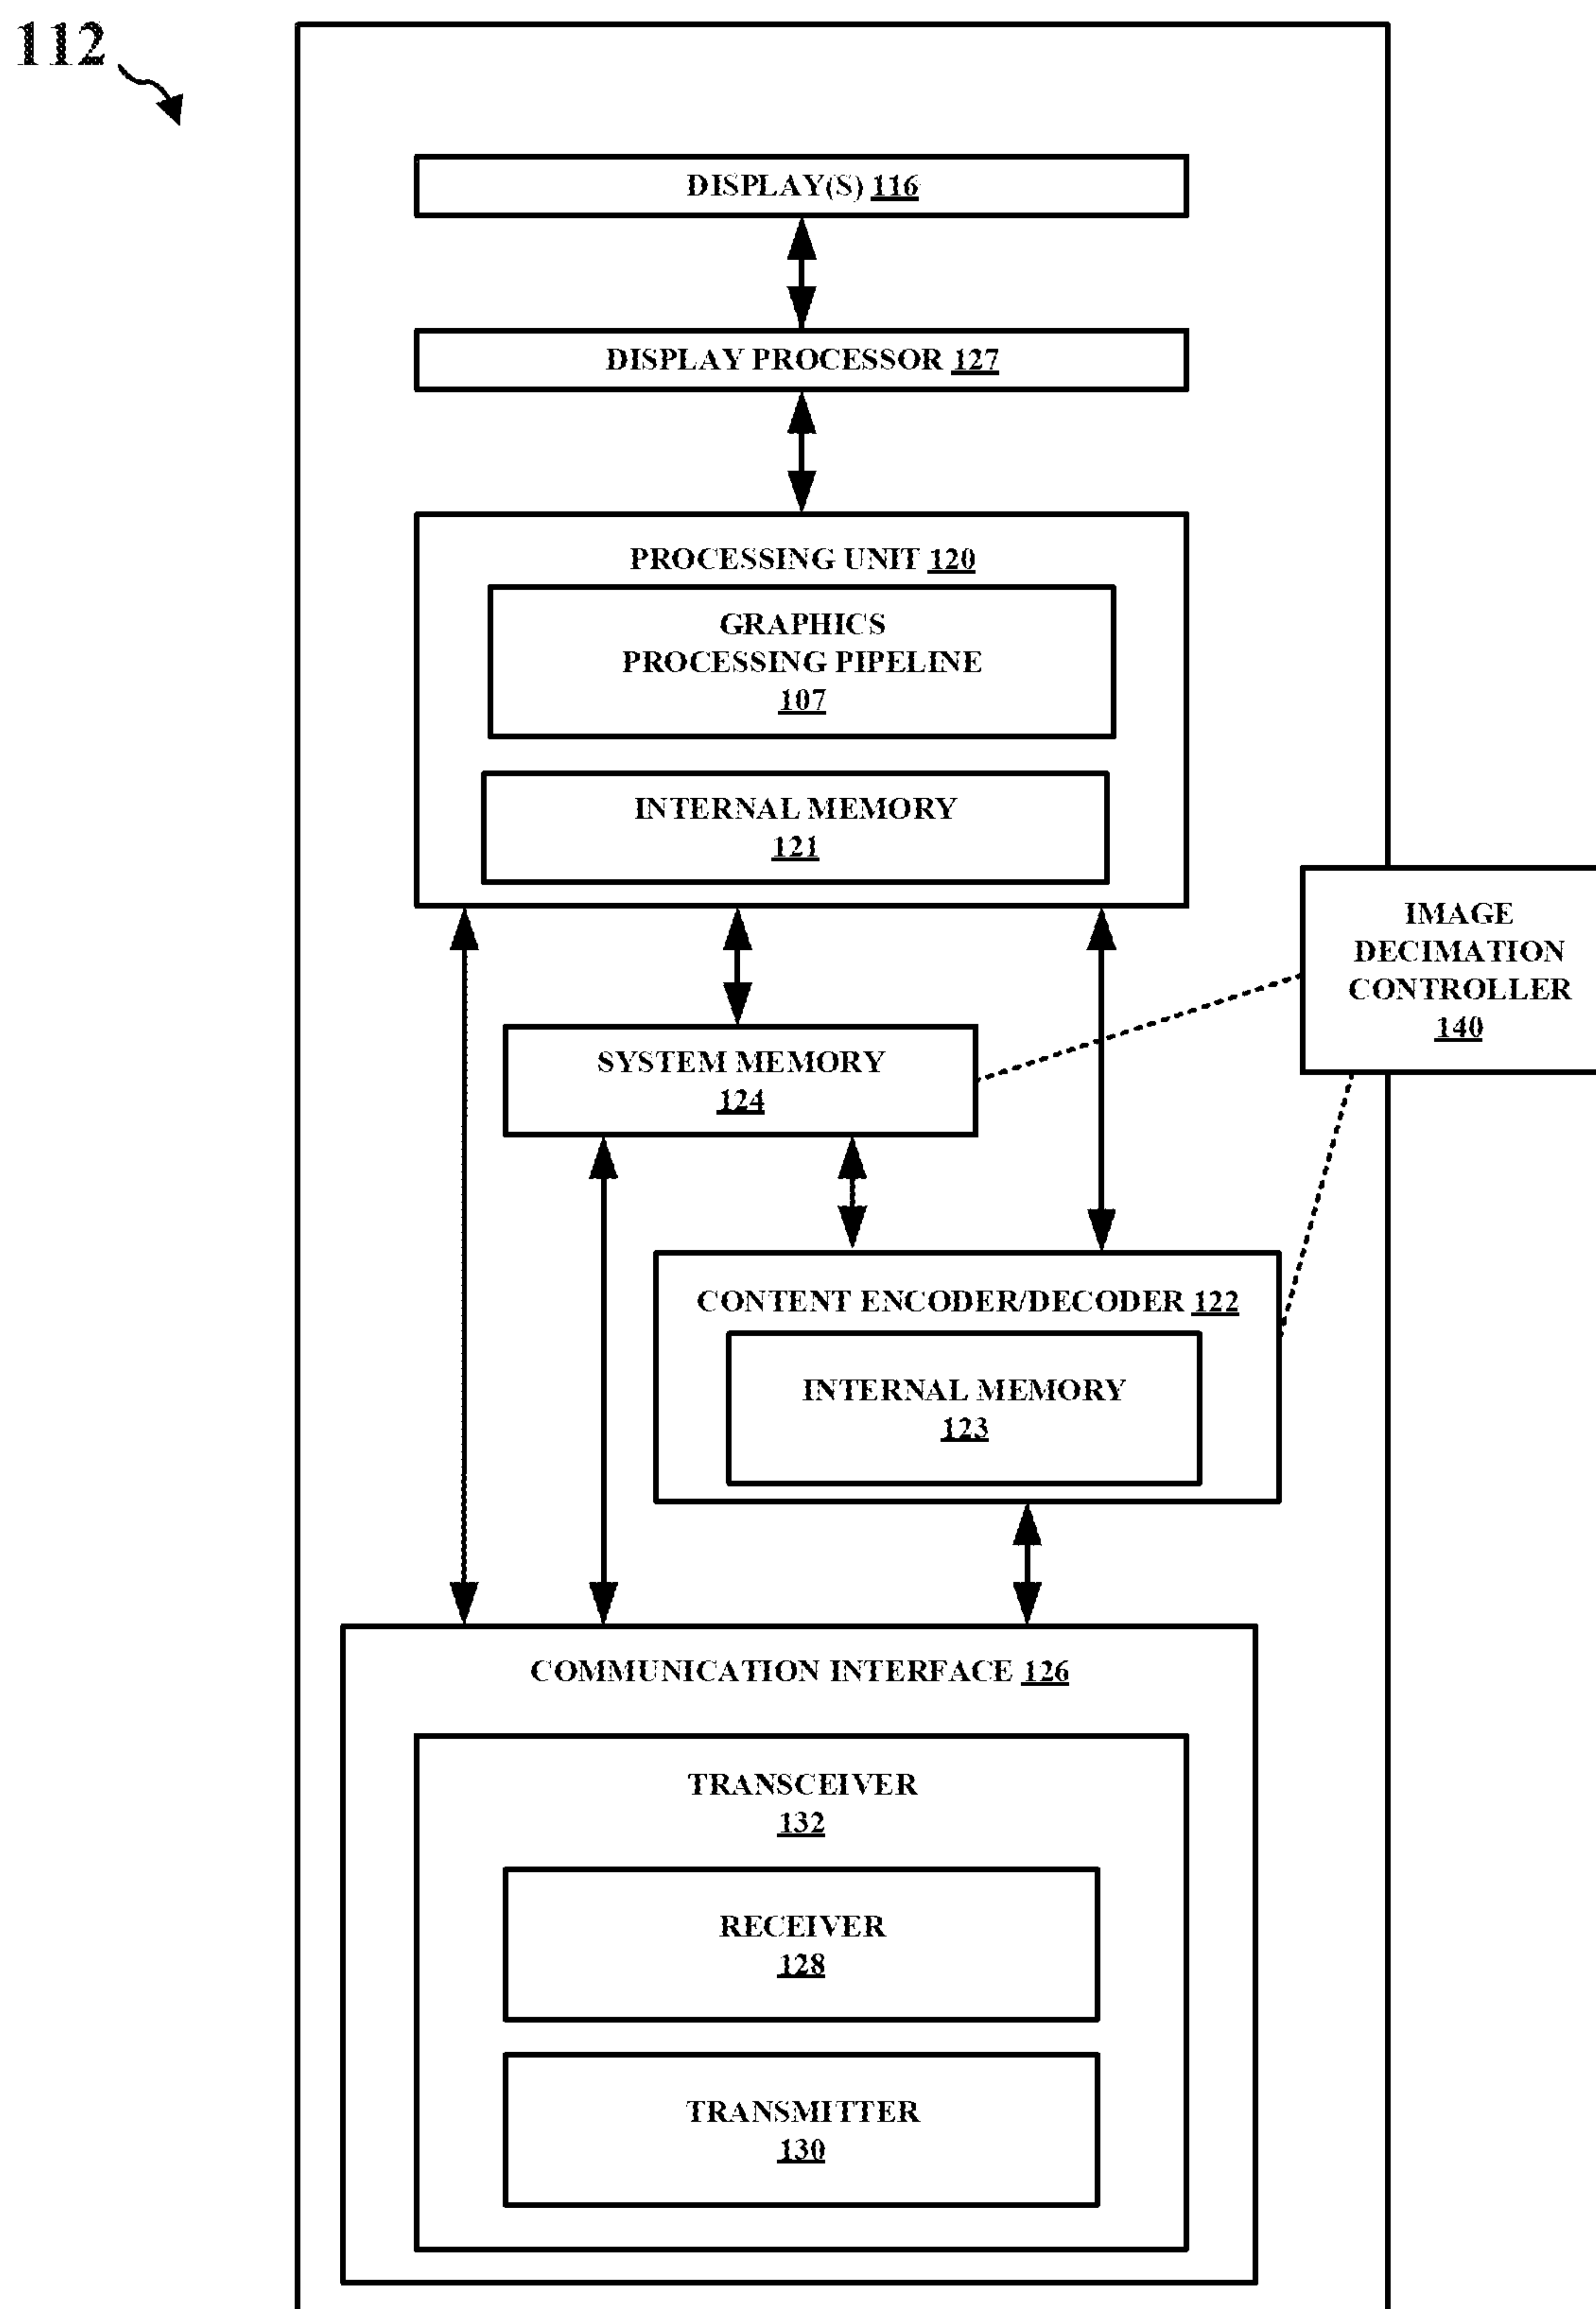 112
DISPLAY(S) 116
DISPLAY PROCESSOR 127
PROCESSING UNIT 120
GRAPHICS
PROCESSING PIPELINE
107
INTERNAL MEMORY
121
IMAGE
DECIMATION
CONTROLLER
140
SYSTEM MEMORY
124
CONTENT ENCODER/DECODER 122
INTERNAL MEMORY
123
COMMUNICATION INTERFACE 126
TRANSCEIVER
132
RECEIVER
128
TRANSMITTER
130